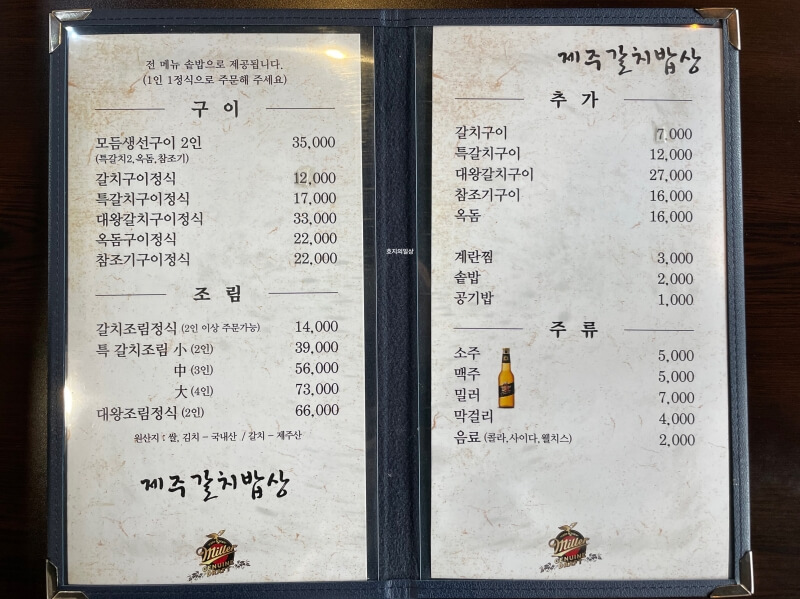 전 메뉴 솥밥으로 제공됩니다.
(1인 1정식으로 주문해 주세요)
구 이
모듬생선구이 2인 35,000
(특갈치2,옥돔,참조기)
갈치구이정식 12,000
특갈치구이정식 17,000
대왕갈치구이정식 33,000
옥돔구이정식 22,000
참조기구이정식 22,000
조 림
갈치조림정식 (2인 이상 주문가능) 14,000
특 갈치조림 小 (2인) 39,000
中 (3인) 56,000
大 (4인) 73,000
대왕조림정식 (2인) 66,000
원산지 : 쌀, 김치 - 국내산 / 갈치 - 제주산
제주갈치밥상
Miller
GENUINE
호지의일상
제주갈치밥상
추 가
갈치구이 7,000
특갈치구이 12,000
대왕갈치구이 27,000
참조기구이 16,000
옥돔 16,000
계란찜 3,000
솥밥 2,000
공기밥 1,000
주 류
소주 5,000
맥주 5,000
밀러 7,000
막걸리 4,000
음료 (콜라,사이다,웰치스) 2,000
Miller
GENUINE